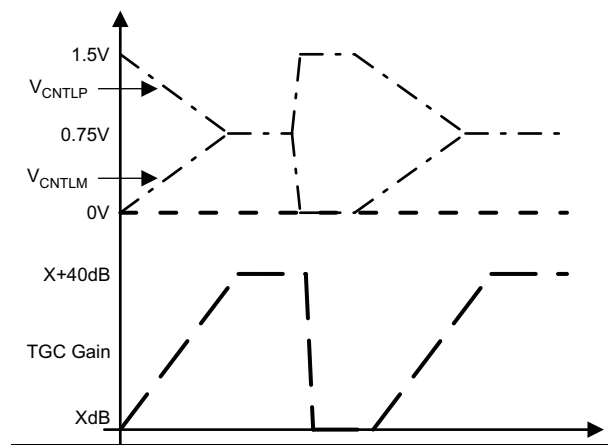 1.5V
VCNTLP
0.75V
VCNTLM
0V
X+40dB
TGC Gain
XdB